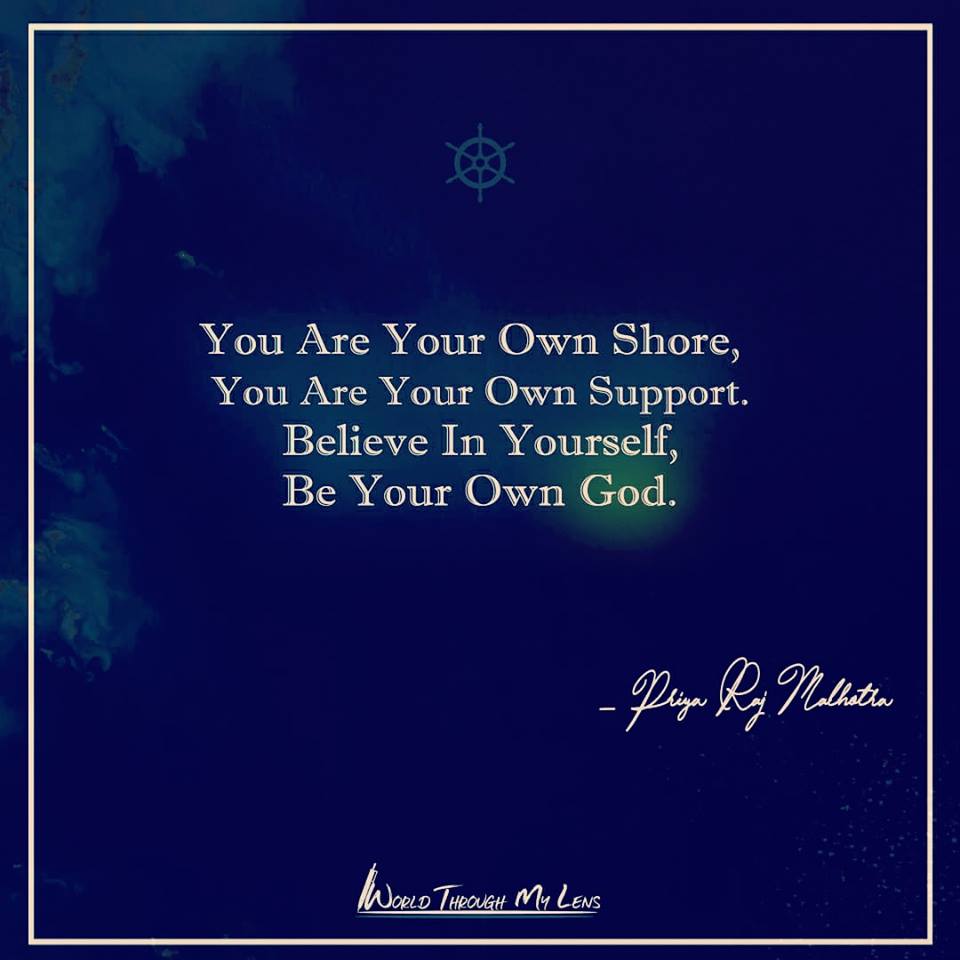 You Are Your Own Shore,
You Are Your Own Support.
Believe In Yourself,
Be Your Own God.
_ Priya Raj Malhotra
World Through My Lens